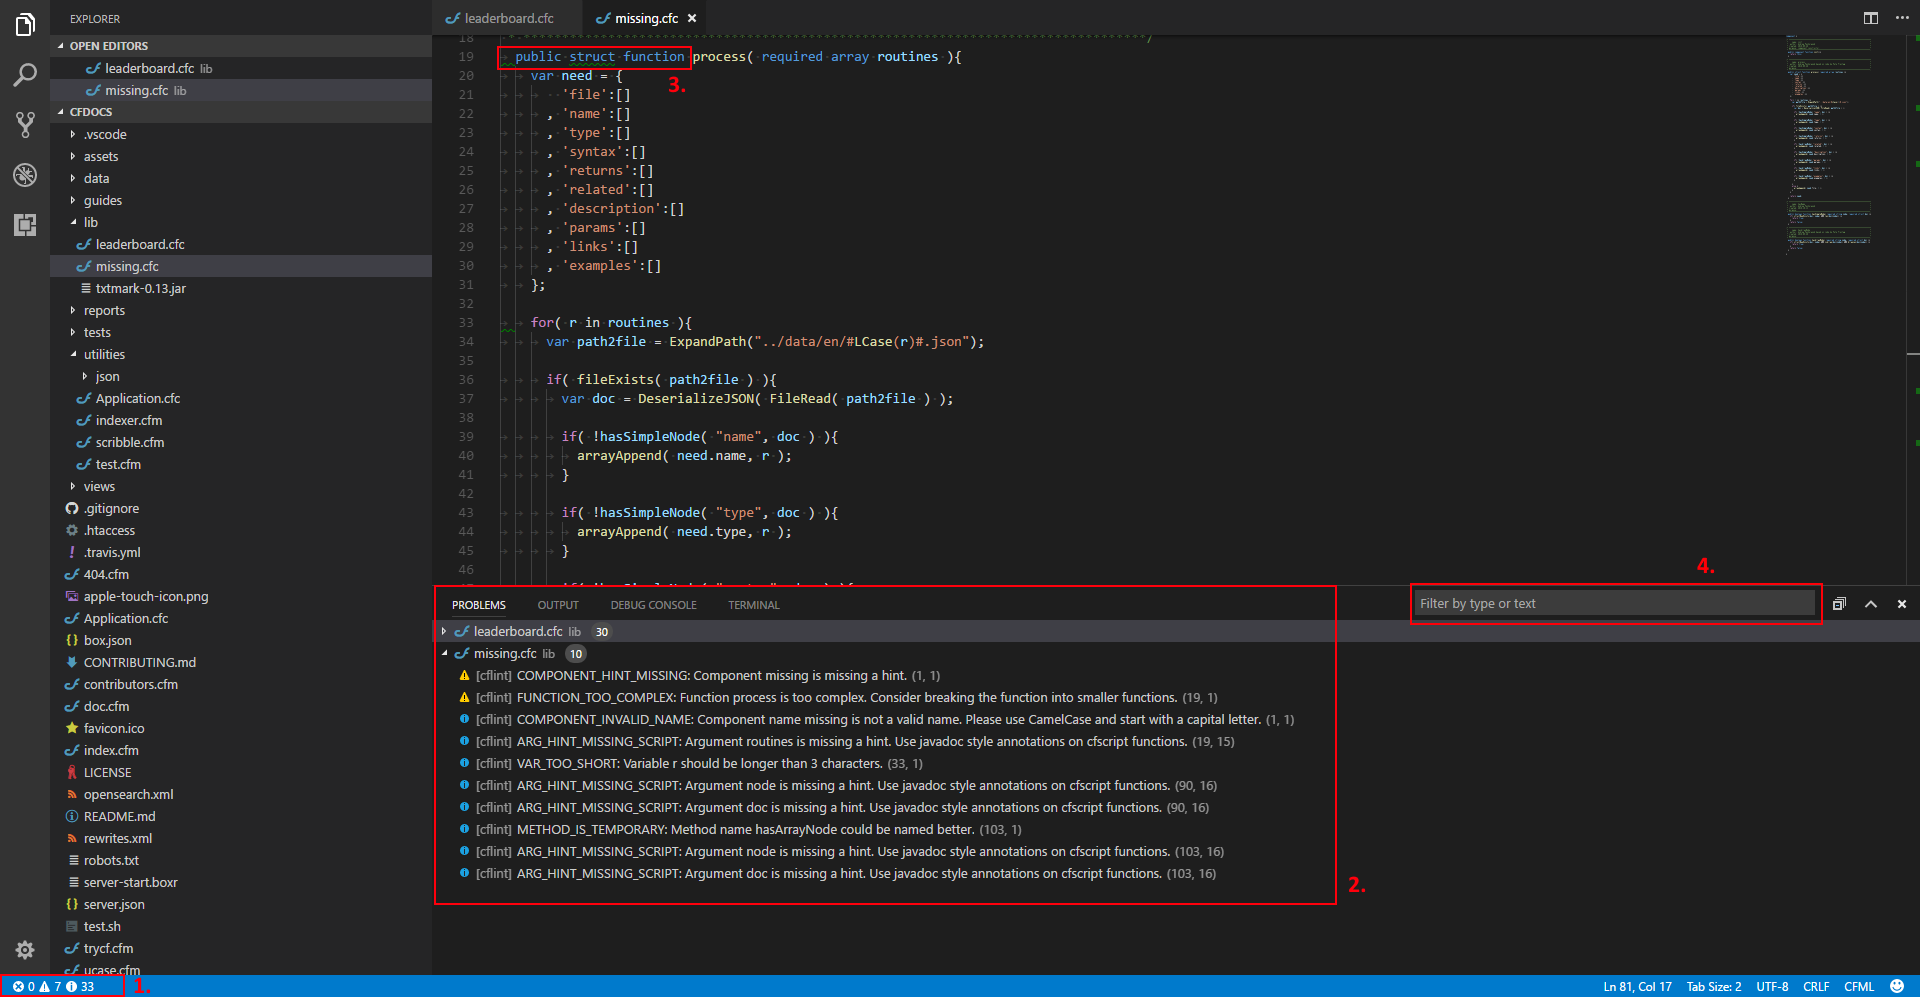 EXPLORER
OPEN EDITORS
leaderboard.cfc lib
missing.cfc lib
CFDOCS
.vscode
assets
data
guides
lib
leaderboard.cfc
missing.cfc
txtmark-0.13.jar
reports
tests
utilities
json
Application.cfc
indexer.cfm
scribble.cfm
test.cfm
views
.gitignore
.htaccess
.travis.yml
404.cfm
apple-touch-icon.png
Application.cfc
box.json
CONTRIBUTING.md
contributors.cfm
doc.cfm
favicon.ico
index.cfm
LICENSE
opensearch.xml
README.md
rewrites.xml
robots.txt
server-start.boxr
server.json
test.sh
trycf.cfm
ucase.cfm
leaderboard.cfc
missing.cfc
18
19 public struct function process( required array routines ){
3.
20 var need = {
21 'file':[]
22 , 'name':[]
23 , 'type':[]
24 , 'syntax':[]
25 , 'returns':[]
26 , 'related':[]
27 , 'description':[]
28 , 'params':[]
29 , 'links':[]
30 , 'examples':[]
31 };
32
33 for( r in routines ){
34 var path2file = ExpandPath("../data/en/#LCase(r)#.json");
35
36 if( fileExists( path2file ) ){
37 var doc = DeserializeJSON( FileRead( path2file ) );
38
39 if( !hasSimpleNode( "name", doc ) ){
40 arrayAppend( need.name, r );
41 }
42
43 if( !hasSimpleNode( "type", doc ) ){
44 arrayAppend( need.type, r );
45 }
46
4.
PROBLEMS OUTPUT DEBUG CONSOLE TERMINAL
Filter by type or text
leaderboard.cfc lib 30
missing.cfc lib 10
[cflint] COMPONENT_HINT_MISSING: Component missing is missing a hint. (1, 1)
[cflint] FUNCTION_TOO_COMPLEX: Function process is too complex. Consider breaking the function into smaller functions. (19, 1)
[cflint] COMPONENT_INVALID_NAME: Component name missing is not a valid name. Please use CamelCase and start with a capital letter. (1, 1)
[cflint] ARG_HINT_MISSING_SCRIPT: Argument routines is missing a hint. Use javadoc style annotations on cfscript functions. (19, 15)
[cflint] VAR_TOO_SHORT: Variable r should be longer than 3 characters. (33, 1)
[cflint] ARG_HINT_MISSING_SCRIPT: Argument node is missing a hint. Use javadoc style annotations on cfscript functions. (90, 16)
[cflint] ARG_HINT_MISSING_SCRIPT: Argument doc is missing a hint. Use javadoc style annotations on cfscript functions. (90, 16)
[cflint] METHOD_IS_TEMPORARY: Method name hasArrayNode could be named better. (103, 1)
[cflint] ARG_HINT_MISSING_SCRIPT: Argument node is missing a hint. Use javadoc style annotations on cfscript functions. (103, 16)
[cflint] ARG_HINT_MISSING_SCRIPT: Argument doc is missing a hint. Use javadoc style annotations on cfscript functions. (103, 16)
2.
0 7 33
1.
Ln 81, Col 17 Tab Size: 2 UTF-8 CRLF CFML